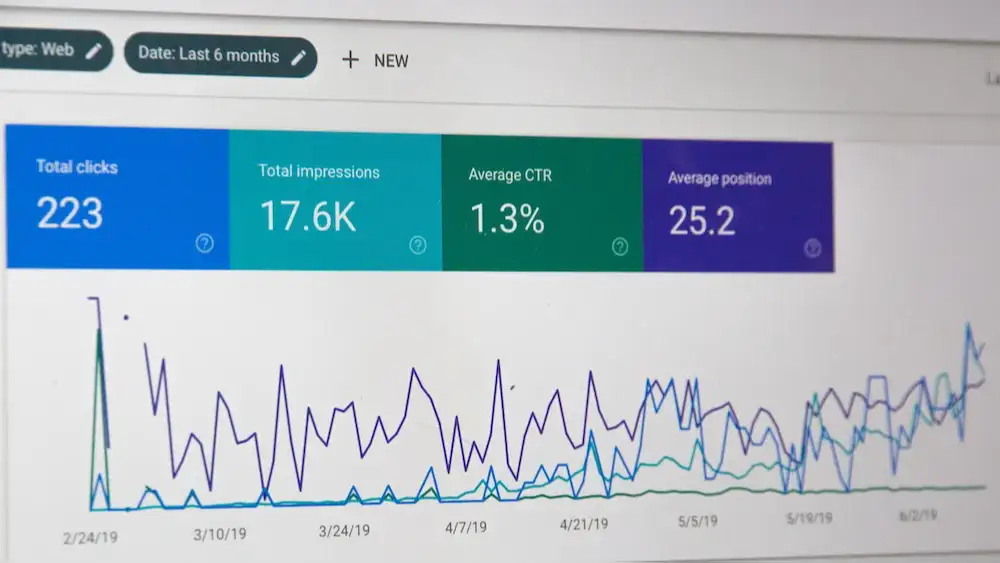 type: Web
Date: Last 6 months
+ NEW
Total clicks
223
Total impressions
17.6K
Average CTR
1.3%
Average position
25.2
2/24/19 3/10/19 3/24/19 4/7/19 4/21/19 5/5/19 5/19/19 6/2/19